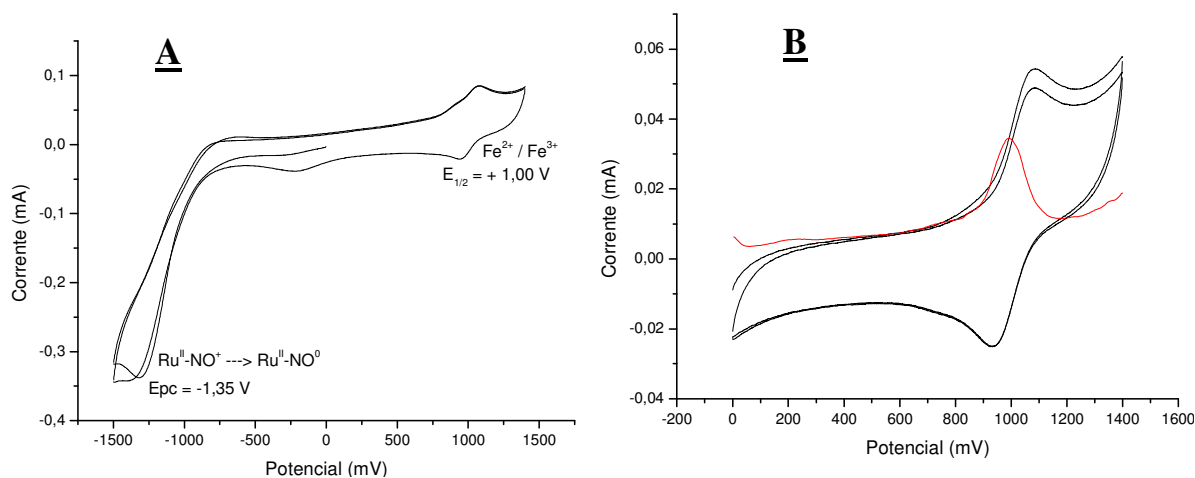 A
0,1
0,0
-0,1
-0,2
-0,3
-0,4
Corrente (mA)
Fe²⁺ / Fe³⁺
E₁/₂ = + 1,00 V
Ruᴵᴵ-NO⁺ ---> Ruᴵᴵ-NO⁰
Epc = -1,35 V
-1500 -1000 -500 0 500 1000 1500
Potencial (mV)
B
0,06
0,04
0,02
0,00
-0,02
-0,04
Corrente (mA)
-200 0 200 400 600 800 1000 1200 1400 1600
Potencial (mV)